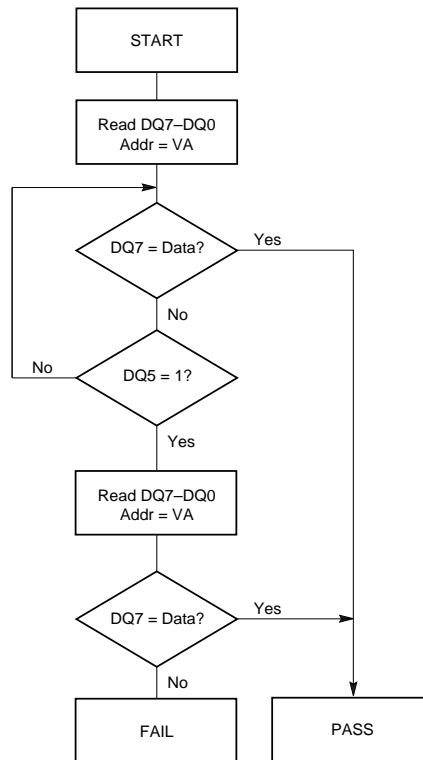 START
Read DQ7–DQ0
Addr = VA
DQ7 = Data?
Yes
No
No
DQ5 = 1?
Yes
Read DQ7–DQ0
Addr = VA
DQ7 = Data?
Yes
No
FAIL
PASS